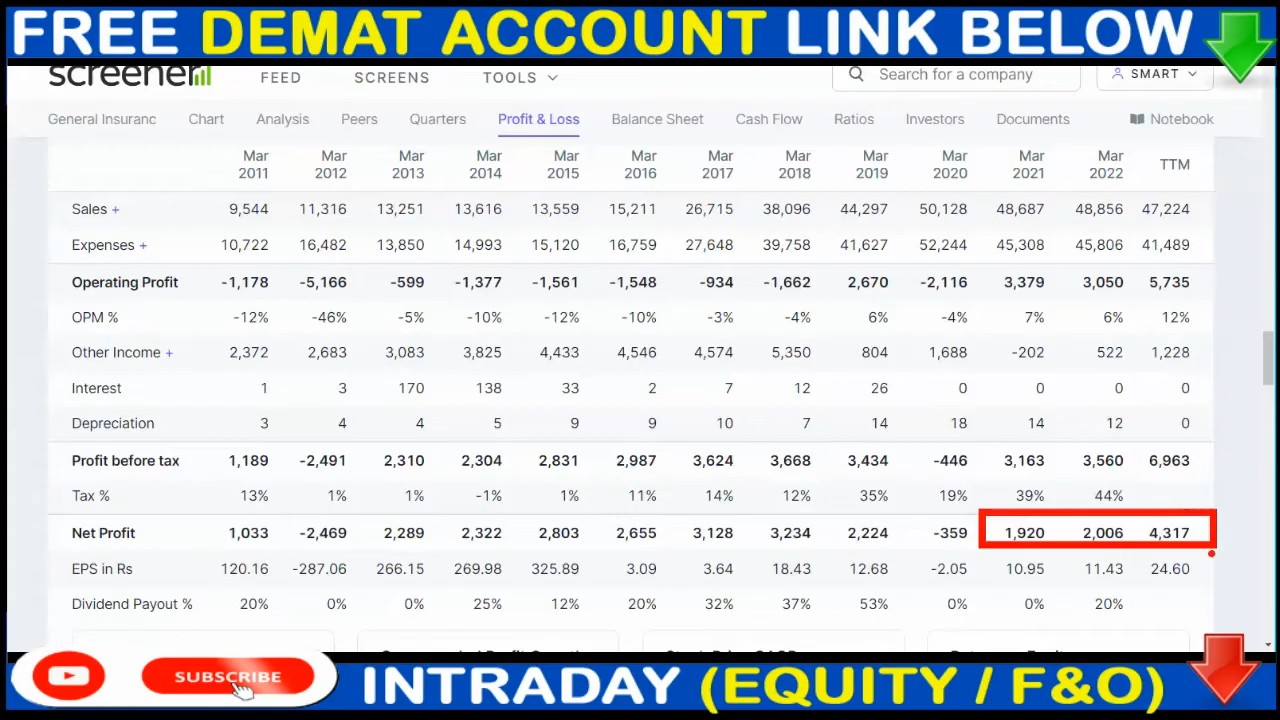 FREE DEMAT ACCOUNT LINK BELOW
screener
FEED SCREENS TOOLS Search for a company SMART
General Insuranc Chart Analysis Peers Quarters Profit & Loss Balance Sheet Cash Flow Ratios Investors Documents Notebook
Mar 2011 Mar 2012 Mar 2013 Mar 2014 Mar 2015 Mar 2016 Mar 2017 Mar 2018 Mar 2019 Mar 2020 Mar 2021 Mar 2022 TTM
Sales + 9,544 11,316 13,251 13,616 13,559 15,211 26,715 38,096 44,297 50,128 48,687 48,856 47,224
Expenses + 10,722 16,482 13,850 14,993 15,120 16,759 27,648 39,758 41,627 52,244 45,308 45,806 41,489
Operating Profit -1,178 -5,166 -599 -1,377 -1,561 -1,548 -934 -1,662 2,670 -2,116 3,379 3,050 5,735
OPM % -12% -46% -5% -10% -12% -10% -3% -4% 6% -4% 7% 6% 12%
Other Income + 2,372 2,683 3,083 3,825 4,433 4,546 4,574 5,350 804 1,688 -202 522 1,228
Interest 1 3 170 138 33 2 7 12 26 0 0 0 0
Depreciation 3 4 4 5 9 9 10 7 14 18 14 12 0
Profit before tax 1,189 -2,491 2,310 2,304 2,831 2,987 3,624 3,668 3,434 -446 3,163 3,560 6,963
Tax % 13% 1% 1% -1% 1% 11% 14% 12% 35% 19% 39% 44%
Net Profit 1,033 -2,469 2,289 2,322 2,803 2,655 3,128 3,234 2,224 -359 1,920 2,006 4,317
EPS in Rs 120.16 -287.06 266.15 269.98 325.89 3.09 3.64 18.43 12.68 -2.05 10.95 11.43 24.60
Dividend Payout % 20% 0% 0% 25% 12% 20% 32% 37% 53% 0% 0% 20%
SUBSCRIBE
INTRADAY (EQUITY / F&O)